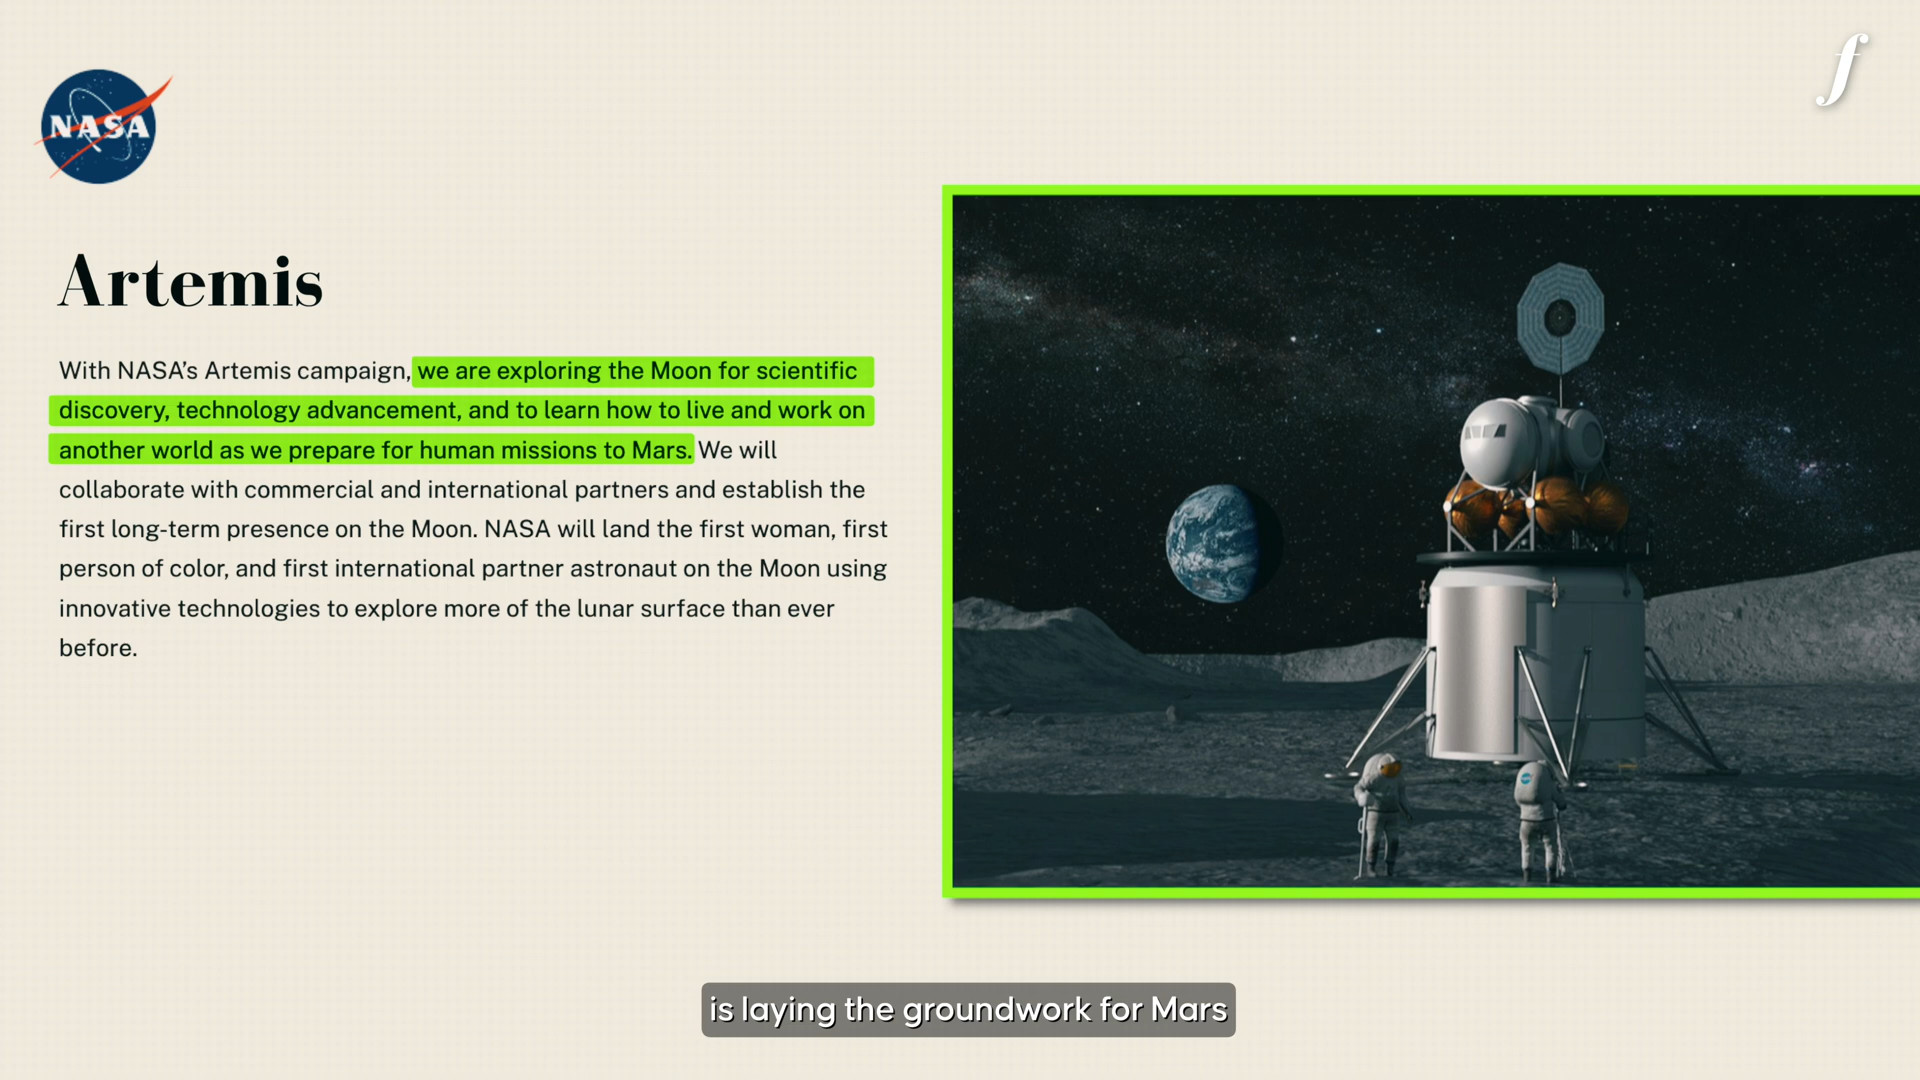 NASA
f
Artemis
With NASA’s Artemis campaign, we are exploring the Moon for scientific
discovery, technology advancement, and to learn how to live and work on
another world as we prepare for human missions to Mars. We will
collaborate with commercial and international partners and establish the
first long-term presence on the Moon. NASA will land the first woman, first
person of color, and first international partner astronaut on the Moon using
innovative technologies to explore more of the lunar surface than ever
before.
is laying the groundwork for Mars